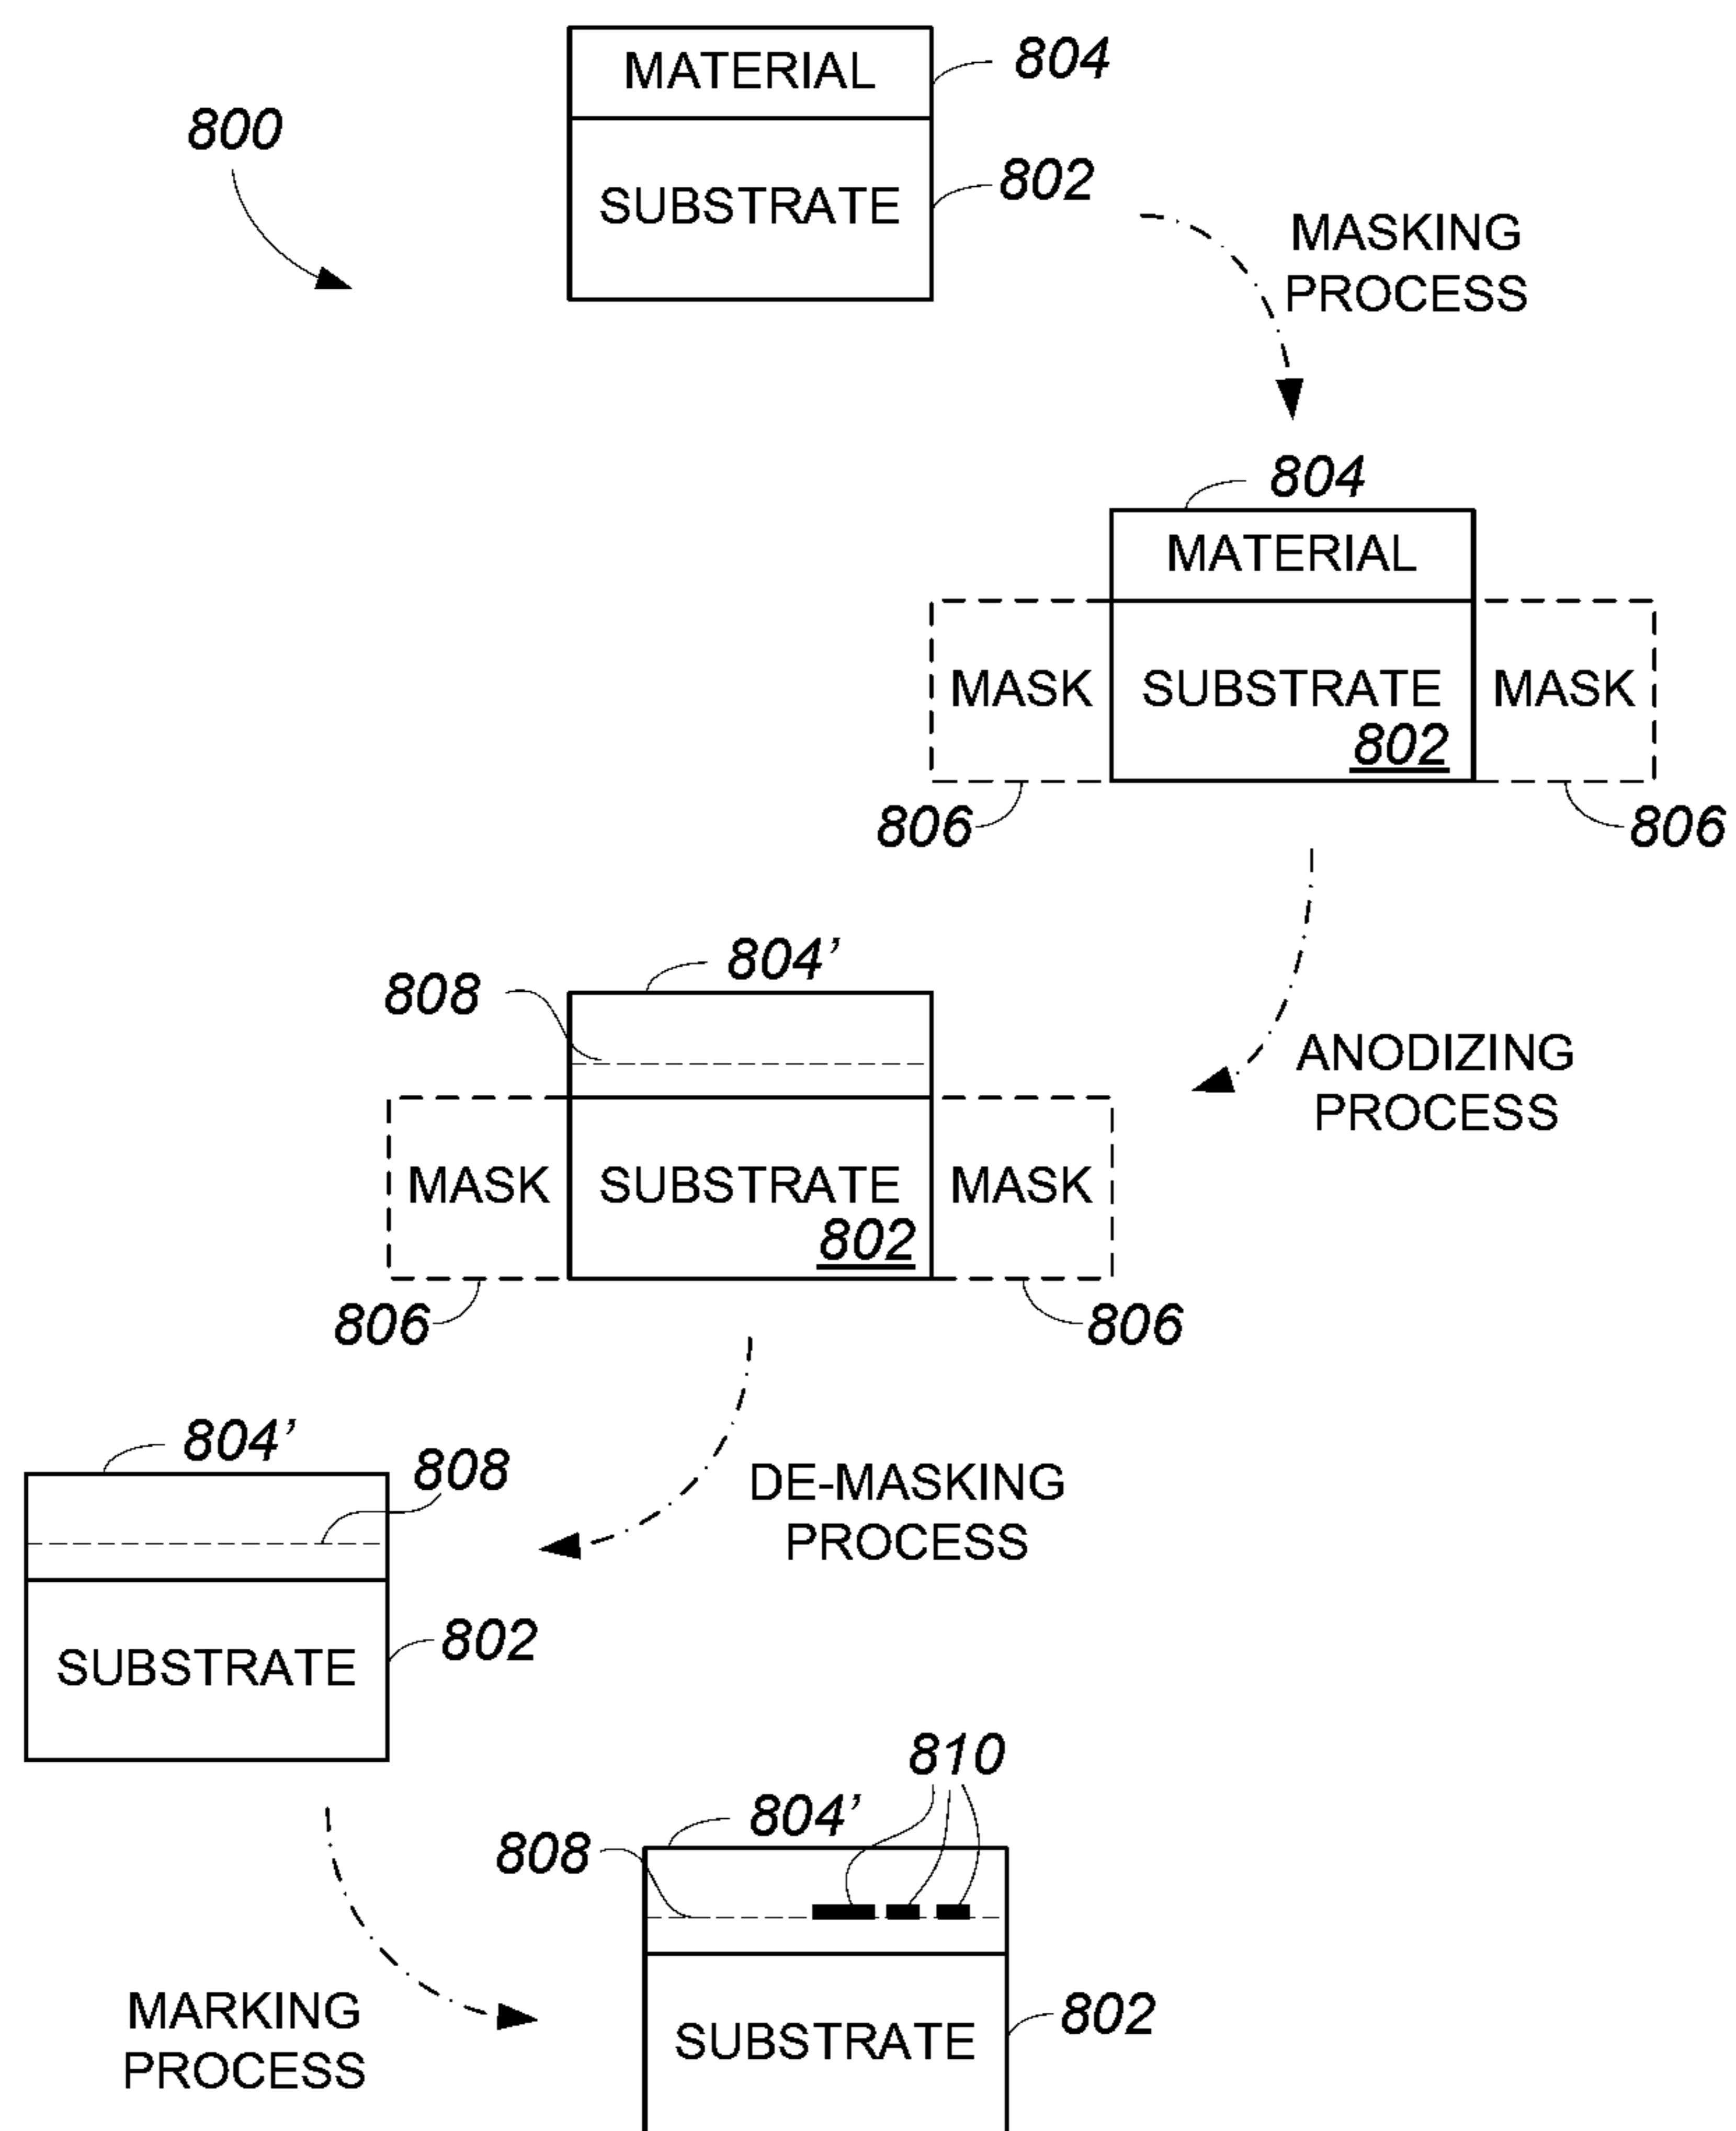 MATERIAL
804
800
SUBSTRATE
802
MASKING
PROCESS
804
MATERIAL
MASK
SUBSTRATE
MASK
802
806
806
804’
808
ANODIZING
PROCESS
MASK
SUBSTRATE
MASK
802
806
806
804’
808
DE-MASKING
PROCESS
SUBSTRATE
802
810
804’
808
MARKING
PROCESS
SUBSTRATE
802